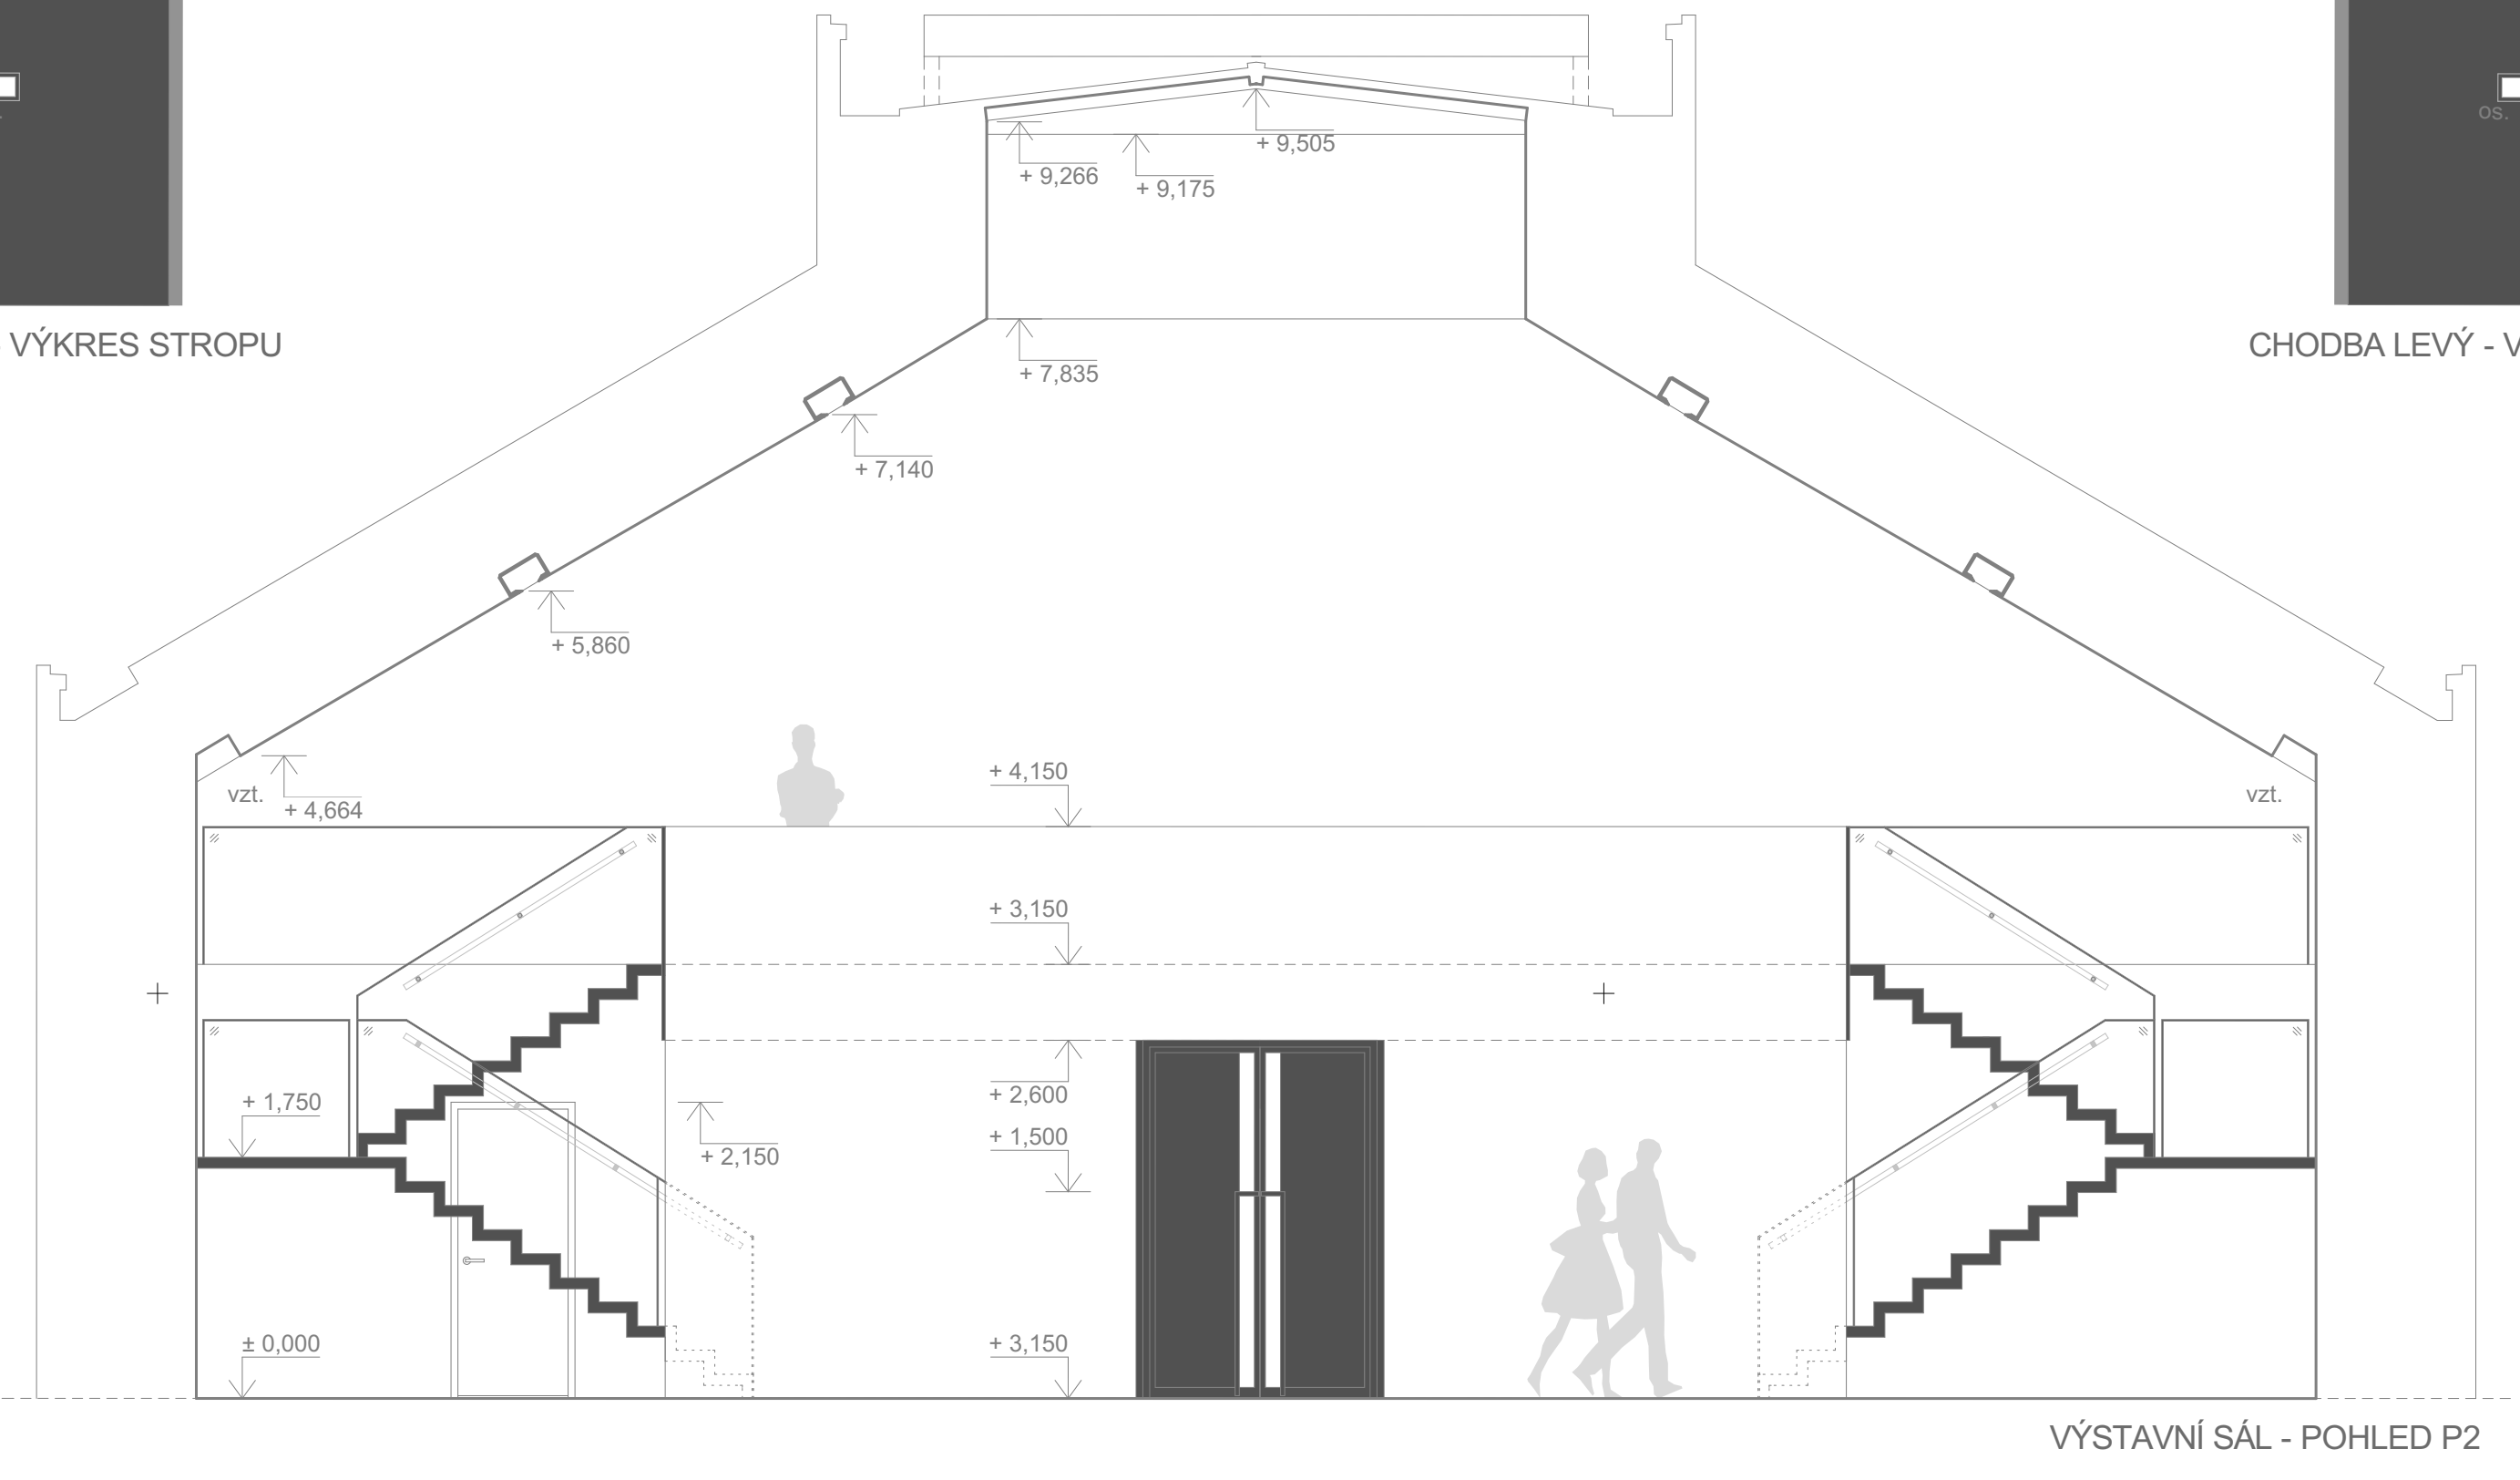 os.
+ 9,505
+ 9,266
+ 9,175
VÝKRES STROPU
CHODBA LEVÝ - V
+ 7,835
+ 7,140
+ 5,860
+ 4,150
vzt.
vzt.
+ 4,664
+ 3,150
+ 1,750
+ 2,600
+ 1,500
+ 2,150
± 0,000
+ 3,150
VÝSTAVNÍ SÁL - POHLED P2